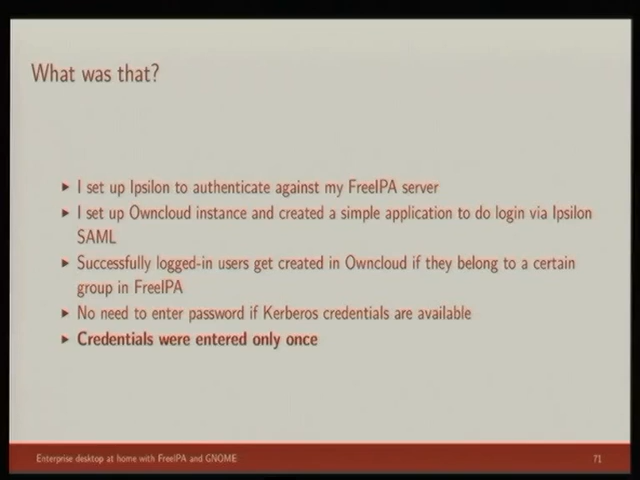 What was that?
▶ I set up Ipsilon to authenticate against my FreeIPA server
▶ I set up Owncloud instance and created a simple application to do login via Ipsilon
SAML
▶ Successfully logged-in users get created in Owncloud if they belong to a certain
group in FreeIPA
▶ No need to enter password if Kerberos credentials are available
▶ Credentials were entered only once
Enterprise desktop at home with FreeIPA and GNOME
71